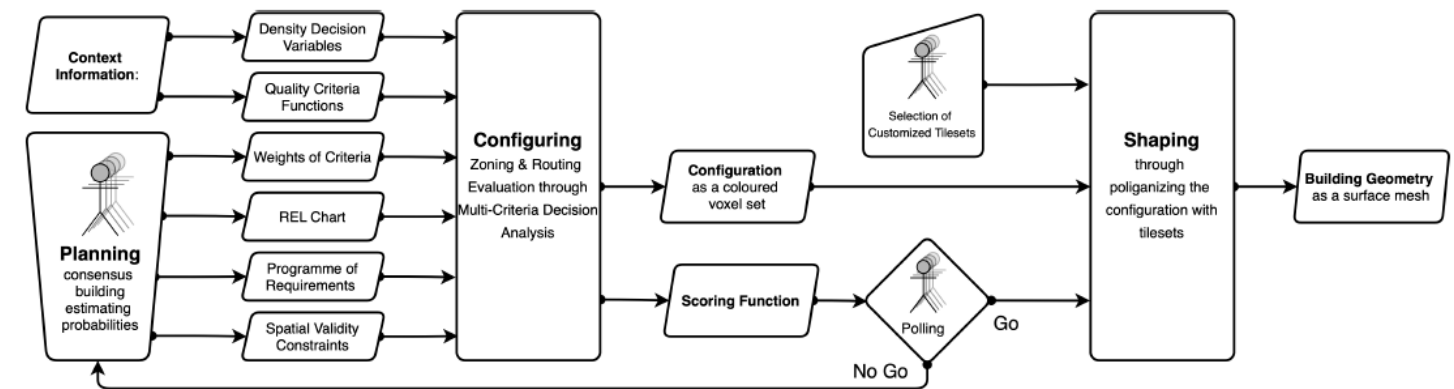 Context
Information:
Planning
consensus
building
estimating
probabilities
Density Decision
Variables
Quality Criteria
Functions
Weights of Criteria
REL Chart
Programme of
Requirements
Spatial Validity
Constraints
Configuring
Zoning & Routing
Evaluation through
Multi-Criteria Decision
Analysis
Configuration
as a coloured
voxel set
Scoring Function
Selection of
Customized Tilesets
Polling
Go
No Go
Shaping
through
poliganizing the
configuration with
tilesets
Building Geometry
as a surface mesh